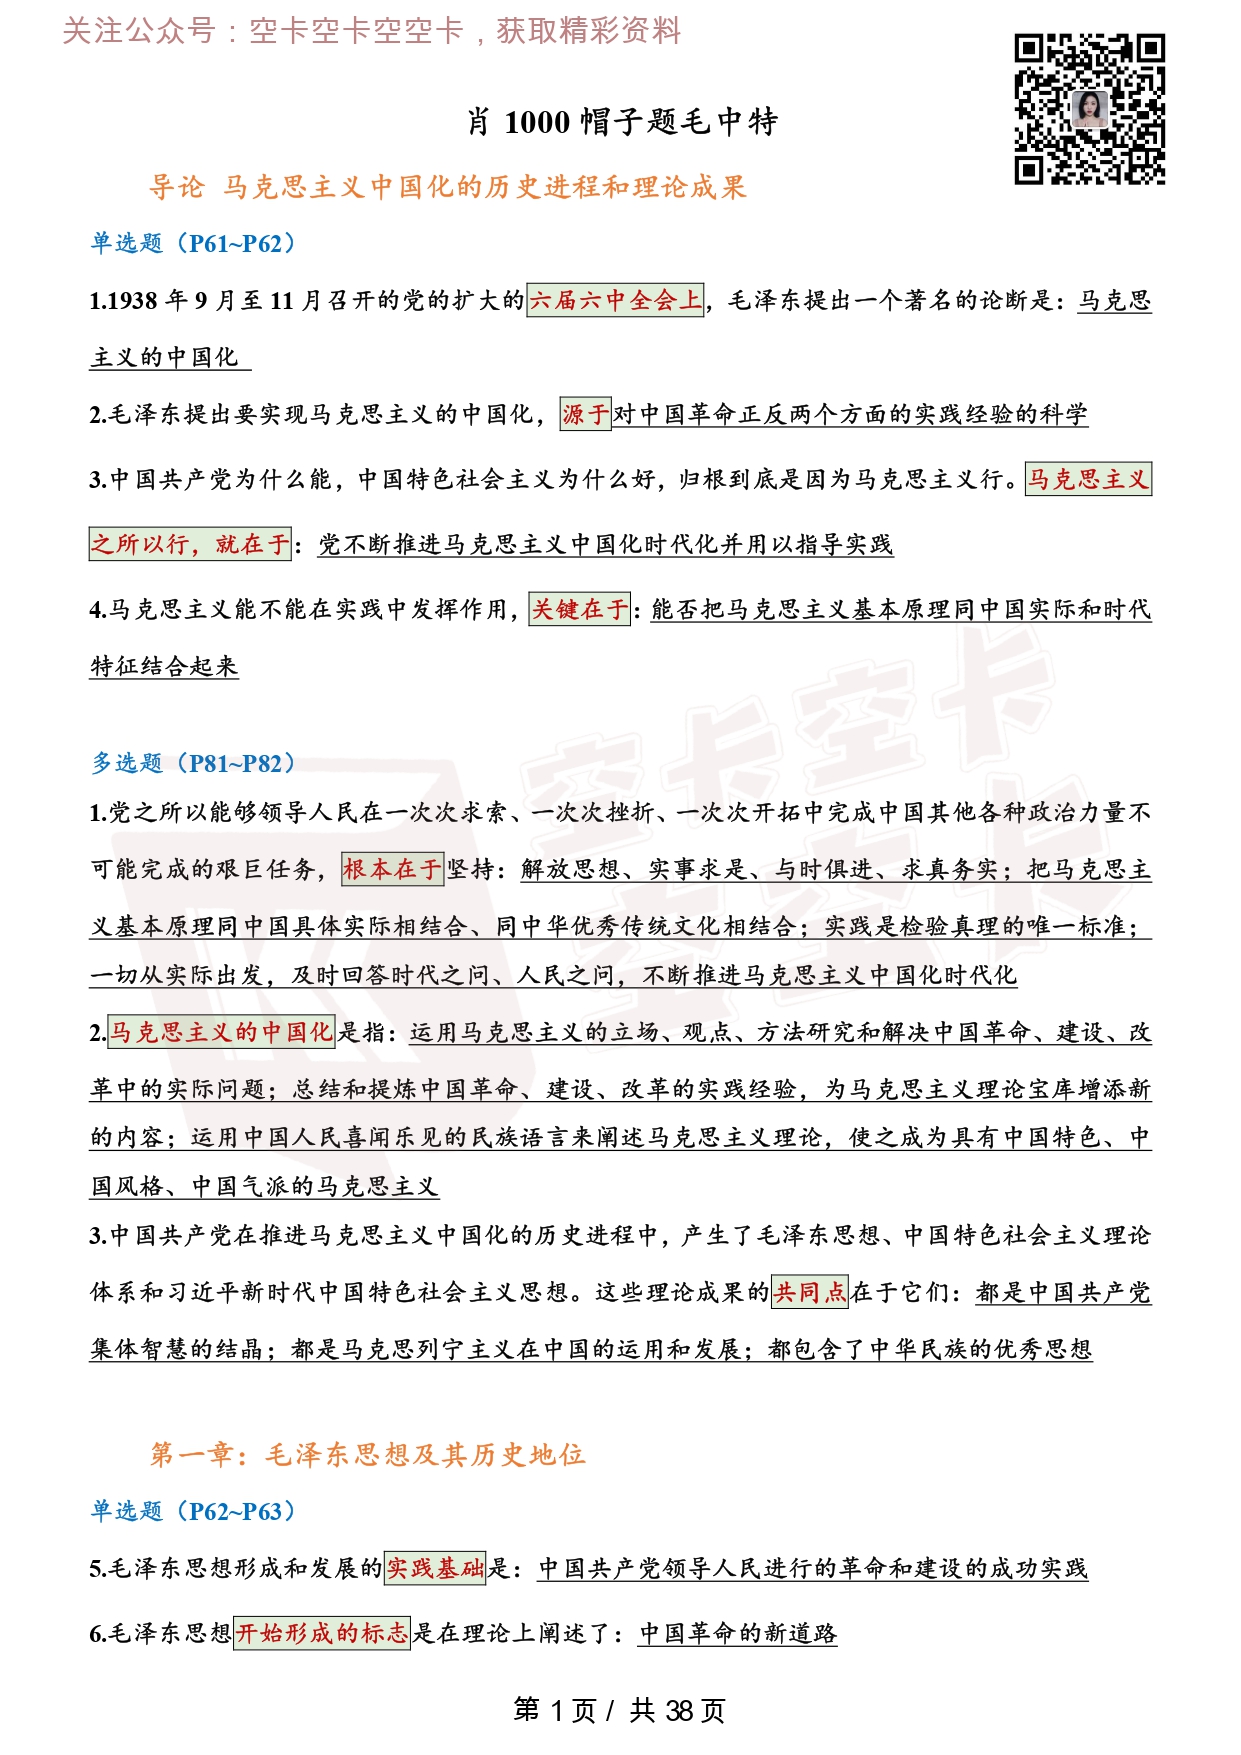 关注公众号：空卡空卡空空卡，获取精彩资料
肖 1000 帽子题毛中特
导论 马克思主义中国化的历史进程和理论成果
单选题（P61~P62）
1.1938 年 9 月至 11 月召开的党的扩大的六届六中全会上，毛泽东提出一个著名的论断是：马克思
主义的中国化
2.毛泽东提出要实现马克思主义的中国化，源于对中国革命正反两个方面的实践经验的科学
3.中国共产党为什么能，中国特色社会主义为什么好，归根到底是因为马克思主义行。马克思主义
之所以行，就在于：党不断推进马克思主义中国化时代化并用以指导实践
4.马克思主义能不能在实践中发挥作用，关键在于：能否把马克思主义基本原理同中国实际和时代
特征结合起来
空卡空卡
空空卡
多选题（P81~P82）
1.党之所以能够领导人民在一次次求索、一次次挫折、一次次开拓中完成中国其他各种政治力量不
可能完成的艰巨任务，根本在于坚持：解放思想、实事求是、与时俱进、求真务实；把马克思主
义基本原理同中国具体实际相结合、同中华优秀传统文化相结合；实践是检验真理的唯一标准；
一切从实际出发，及时回答时代之问、人民之问，不断推进马克思主义中国化时代化
2.马克思主义的中国化是指：运用马克思主义的立场、观点、方法研究和解决中国革命、建设、改
革中的实际问题；总结和提炼中国革命、建设、改革的实践经验，为马克思主义理论宝库增添新
的内容；运用中国人民喜闻乐见的民族语言来阐述马克思主义理论，使之成为具有中国特色、中
国风格、中国气派的马克思主义
3.中国共产党在推进马克思主义中国化的历史进程中，产生了毛泽东思想、中国特色社会主义理论
体系和习近平新时代中国特色社会主义思想。这些理论成果的共同点在于它们：都是中国共产党
集体智慧的结晶；都是马克思列宁主义在中国的运用和发展；都包含了中华民族的优秀思想
第一章：毛泽东思想及其历史地位
单选题（P62~P63）
5.毛泽东思想形成和发展的实践基础是：中国共产党领导人民进行的革命和建设的成功实践
6.毛泽东思想开始形成的标志是在理论上阐述了：中国革命的新道路
第 1 页 / 共 38 页